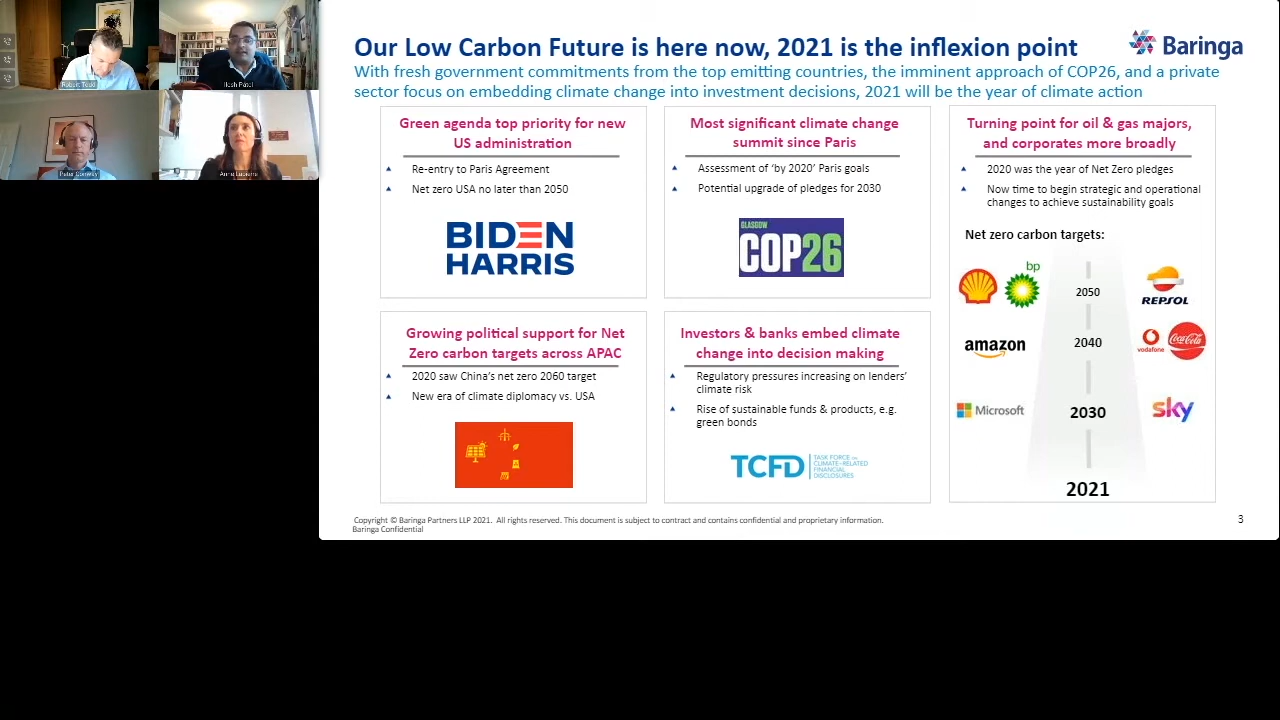 Robert Todd
Ilesh Patel
Peter Conway
Anne Lapierre
Our Low Carbon Future is here now, 2021 is the inflexion point
Baringa
With fresh government commitments from the top emitting countries, the imminent approach of COP26, and a private
sector focus on embedding climate change into investment decisions, 2021 will be the year of climate action
Green agenda top priority for new
US administration
Re-entry to Paris Agreement
Net zero USA no later than 2050
BIDEN
HARRIS
Most significant climate change
summit since Paris
Assessment of ‘by 2020’ Paris goals
Potential upgrade of pledges for 2030
GLASGOW
COP26
Turning point for oil & gas majors,
and corporates more broadly
2020 was the year of Net Zero pledges
Now time to begin strategic and operational
changes to achieve sustainability goals
Net zero carbon targets:
bp
2050
REPSOL
amazon
2040
vodafone
Coca-Cola
Microsoft
2030
sky
2021
Growing political support for Net
Zero carbon targets across APAC
2020 saw China’s net zero 2060 target
New era of climate diplomacy vs. USA
Investors & banks embed climate
change into decision making
Regulatory pressures increasing on lenders’
climate risk
Rise of sustainable funds & products, e.g.
green bonds
TCFD
TASK FORCE ON
CLIMATE-RELATED
FINANCIAL
DISCLOSURES
Copyright © Baringa Partners LLP 2021. All rights reserved. This document is subject to contract and contains confidential and proprietary information.
Baringa Confidential
3